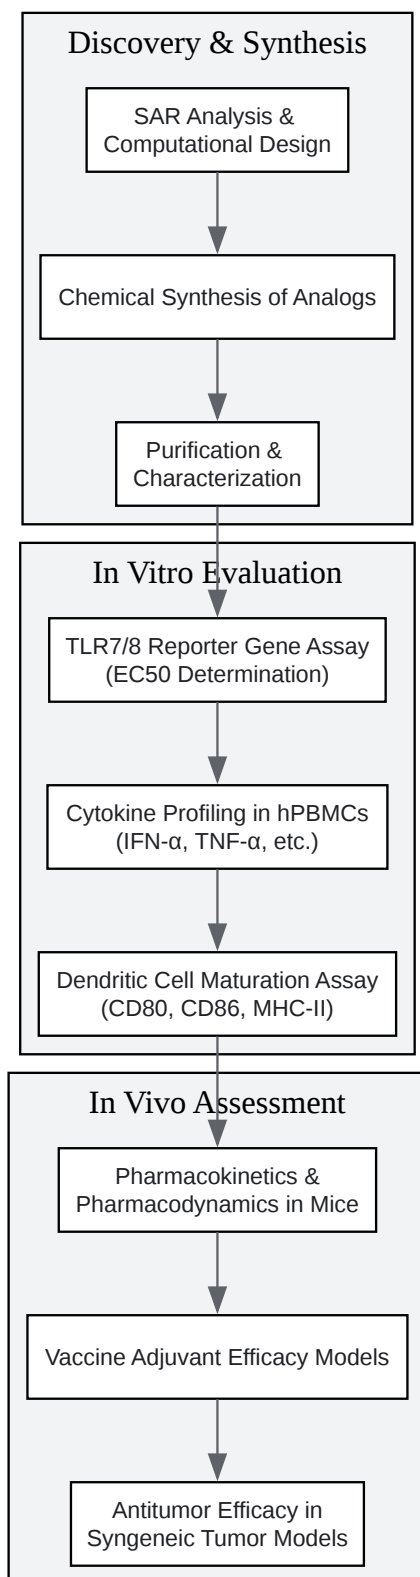 Discovery & Synthesis
SAR Analysis &
Computational Design
Chemical Synthesis of Analogs
Purification &
Characterization
In Vitro Evaluation
TLR7/8 Reporter Gene Assay
(EC50 Determination)
Cytokine Profiling in hPBMCs
(IFN-α, TNF-α, etc.)
Dendritic Cell Maturation Assay
(CD80, CD86, MHC-II)
In Vivo Assessment
Pharmacokinetics &
Pharmacodynamics in Mice
Vaccine Adjuvant Efficacy Models
Antitumor Efficacy in
Syngeneic Tumor Models